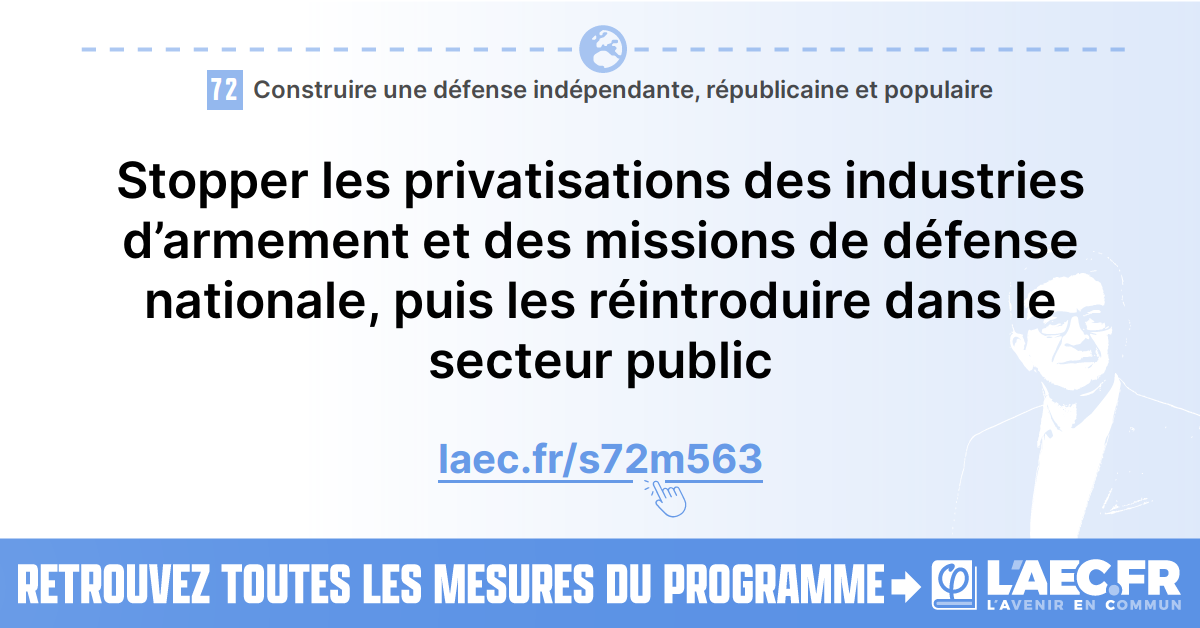 72 Construire une défense indépendante, républicaine et populaire
Stopper les privatisations des industries
d’armement et des missions de défense
nationale, puis les réintroduire dans le
secteur public
laec.fr/s72m563
RETROUVEZ TOUTES LES MESURES DU PROGRAMME
L'AEC.FR
L'AVENIR EN COMMUN